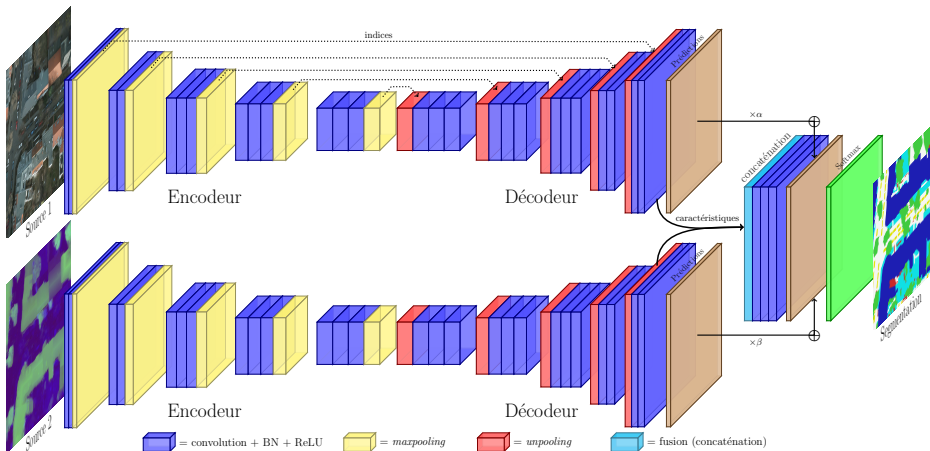 indices
Prédictions
×α
concaténation
Softmax
Source 1
Encodeur
Décodeur
caractéristiques
Prédictions
×β
Segmentation
Source 2
Encodeur
Décodeur
= convolution + BN + ReLU
= maxpooling
= unpooling
= fusion (concaténation)